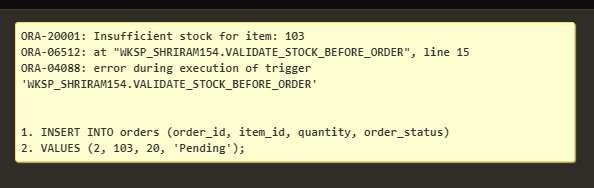 ORA-20001: Insufficient stock for item: 103
ORA-06512: at "WKSP_SHRIRAM154.VALIDATE_STOCK_BEFORE_ORDER", line 15
ORA-04088: error during execution of trigger
'WKSP_SHRIRAM154.VALIDATE_STOCK_BEFORE_ORDER'
1. INSERT INTO orders (order_id, item_id, quantity, order_status)
2. VALUES (2, 103, 20, 'Pending');